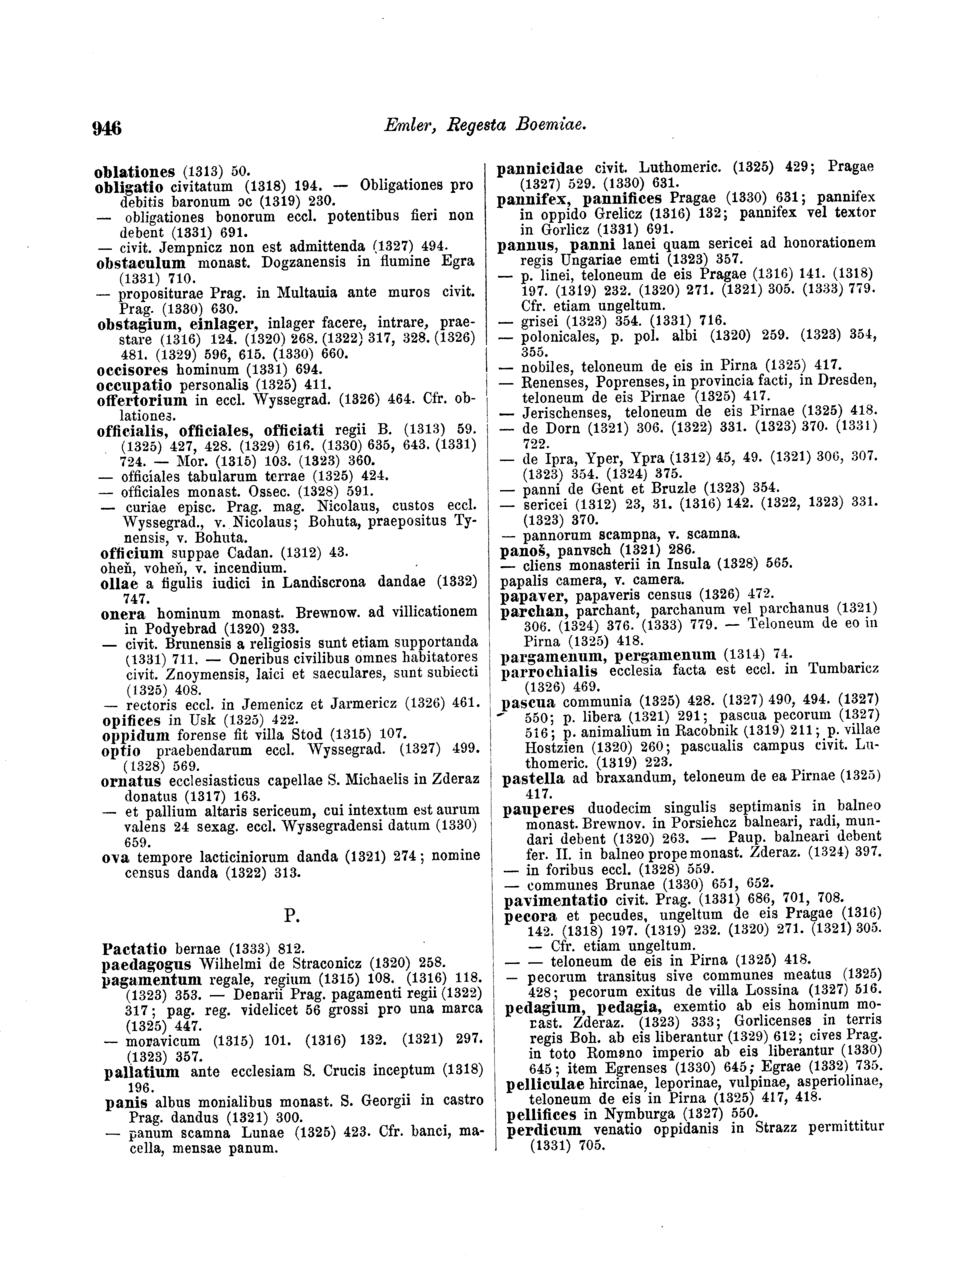 946
Emler, Regesta Boemiae.
oblationes (1313) 50.
obligatio civitatum (1318) 194. — Obligationes pro
debitis baronum ɔc (1319) 230.
— obligationes bonorum eccl. potentibus fieri non
debent (1331) 691.
— civit. Jempnicz non est admittenda (1327) 494.
obstaculum monast. Dogzanensis in flumine Egra
(1331) 710.
— propositurae Prag. in Multauia ante muros civit.
Prag. (1330) 630.
obstagium, einlager, inlager facere, intrare, prae-
stare (1316) 124. (1320) 268. (1322) 317, 328. (1326)
481. (1329) 596, 615. (1330) 660.
occisores hominum (1331) 694.
occupatio personalis (1325) 411.
offertorium in eccl. Wyssegrad. (1326) 464. Cfr. ob-
lationes.
officialis, officiales, officiati regii B. (1313) 59.
(1325) 427, 428. (1329) 616. (1330) 635, 643. (1331)
724. — Mor. (1315) 103. (1323) 360.
— officiales tabularum terrae (1325) 424.
— officiales monast. Ossec. (1328) 591.
— curiae episc. Prag. mag. Nicolaus, custos eccl.
Wyssegrad., v. Nicolaus; Bohuta, praepositus Ty-
nensis, v. Bohuta.
officium suppae Cadan. (1312) 43.
oheň, voheň, v. incendium.
ollae a figulis iudici in Landiscrona dandae (1332)
747.
onera hominum monast. Brewnow. ad villicationem
in Podyebrad (1320) 233.
— civit. Brunensis a religiosis sunt etiam supportanda
(1331) 711. — Oneribus civilibus omnes habitatores
civit. Znoymensis, laici et saeculares, sunt subiecti
(1325) 408.
— rectoris eccl. in Jemenicz et Jarmericz (1326) 461.
opifices in Usk (1325) 422.
oppidum forense fit villa Stod (1315) 107.
optio praebendarum eccl. Wyssegrad. (1327) 499.
(1328) 569.
ornatus ecclesiasticus capellae S. Michaelis in Zderaz
donatus (1317) 163.
— et pallium altaris sericeum, cui intextum est aurum
valens 24 sexag. eccl. Wyssegradensi datum (1330)
659.
ova tempore lacticiniorum danda (1321) 274; nomine
census danda (1322) 313.
P.
Pactatio bernae (1333) 812.
paedagogus Wilhelmi de Straconicz (1320) 258.
pagamentum regale, regium (1315) 108. (1316) 118.
(1323) 353. — Denarii Prag. pagamenti regii (1322)
317; pag. reg. videlicet 56 grossi pro una marca
(1325) 447.
— moravicum (1315) 101. (1316) 132. (1321) 297.
(1323) 357.
pallatium ante ecclesiam S. Crucis inceptum (1318)
196.
panis albus monialibus monast. S. Georgii in castro
Prag. dandus (1321) 300.
— panum scamna Lunae (1325) 423. Cfr. banci, ma-
cella, mensae panum.
pannicidae civit. Luthomeric. (1325) 429; Pragae
(1327) 529. (1330) 631.
pannifex, pannifices Pragae (1330) 631; pannifex
in oppido Grelicz (1316) 132; pannifex vel textor
in Gorlicz (1331) 691.
pannus, panni lanei quam sericei ad honorationem
regis Ungariae emti (1323) 357.
— p. linei, teloneum de eis Pragae (1316) 141. (1318)
197. (1319) 232. (1320) 271. (1321) 305. (1333) 779.
Cfr. etiam ungeltum.
— grisei (1323) 354. (1331) 716.
— polonicales, p. pol. albi (1320) 259. (1323) 354,
355.
— nobiles, teloneum de eis in Pirna (1325) 417.
— Renenses, Poprenses, in provincia facti, in Dresden,
teloneum de eis Pirnae (1325) 417.
— Jerischenses, teloneum de eis Pirnae (1325) 418.
— de Dorn (1321) 306. (1322) 331. (1323) 370. (1331)
722.
— de Ipra, Yper, Ypra (1312) 45, 49. (1321) 306, 307.
(1323) 354. (1324) 375.
— panni de Gent et Bruzle (1323) 354.
— sericei (1312) 23, 31. (1316) 142. (1322, 1323) 331.
(1323) 370.
— pannorum scampna, v. scamna.
panoš, panvsch (1321) 286.
— cliens monasterii in Insula (1328) 565.
papalis camera, v. camera.
papaver, papaveris census (1326) 472.
parchan, parchant, parchanum vel parchanus (1321)
306. (1324) 376. (1333) 779. — Teloneum de eo in
Pirna (1325) 418.
pargamenum, pergamenum (1314) 74.
parrochialis ecclesia facta est eccl. in Tumbaricz
(1326) 469.
pascua communia (1325) 428. (1327) 490, 494. (1327)
550; p. libera (1321) 291; pascua pecorum (1327)
516; p. animalium in Racobnik (1319) 211; p. villae
Hostzien (1320) 260; pascualis campus civit. Lu-
thomeric. (1319) 223.
pastella ad braxandum, teloneum de ea Pirnae (1325)
417.
pauperes duodecim singulis septimanis in balneo
monast. Brewnov. in Porsiehcz balneari, radi, mun-
dari debent (1320) 263. — Paup. balneari debent
fer. II. in balneo prope monast. Zderaz. (1324) 397.
— in foribus eccl. (1328) 559.
— communes Brunae (1330) 651, 652.
pavimentatio civit. Prag. (1331) 686, 701, 708.
pecora et pecudes, ungeltum de eis Pragae (1316)
142. (1318) 197. (1319) 232. (1320) 271. (1321) 305.
— Cfr. etiam ungeltum.
— — teloneum de eis in Pirna (1325) 418.
— pecorum transitus sive communes meatus (1325)
428; pecorum exitus de villa Lossina (1327) 516.
pedagium, pedagia, exemtio ab eis hominum mo-
nast. Zderaz. (1323) 333; Gorlicenses in terris
regis Boh. ab eis liberantur (1329) 612; cives Prag.
in toto Romano imperio ab eis liberantur (1330)
645; item Egrenses (1330) 645; Egrae (1332) 735.
pelliculae hircinae, leporinae, vulpinae, asperiolinae,
teloneum de eis in Pirna (1325) 417, 418.
pellifices in Nymburga (1327) 550.
perdicum venatio oppidanis in Strazz permittitur
(1331) 705.